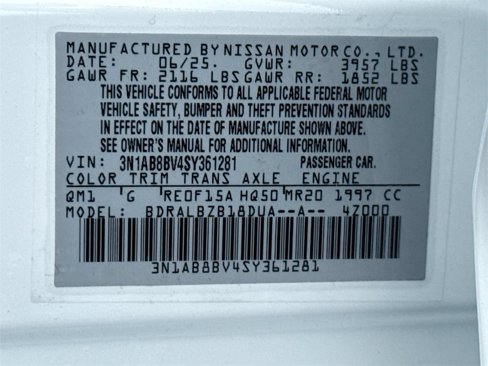 MANUFACTURED BY NISSAN MOTOR CO., LTD.
DATE: 06/25. GVWR: 3957 LBS
GAWR FR: 2116 LBS GAWR RR: 1852 LBS
THIS VEHICLE CONFORMS TO ALL APPLICABLE FEDERAL MOTOR
VEHICLE SAFETY, BUMPER AND THEFT PREVENTION STANDARDS
IN EFFECT ON THE DATE OF MANUFACTURE SHOWN ABOVE.
SEE OWNER'S MANUAL FOR ADDITIONAL INFORMATION.
VIN: 3N1AB8BV4SY361281 PASSENGER CAR.
COLOR TRIM TRANS AXLE ENGINE
QM1 G RE0F15A HQ50 MR20 1997 CC
MODEL: BDRALBZB18DUA--A-- 4Z000
3N1AB8BV4SY361281